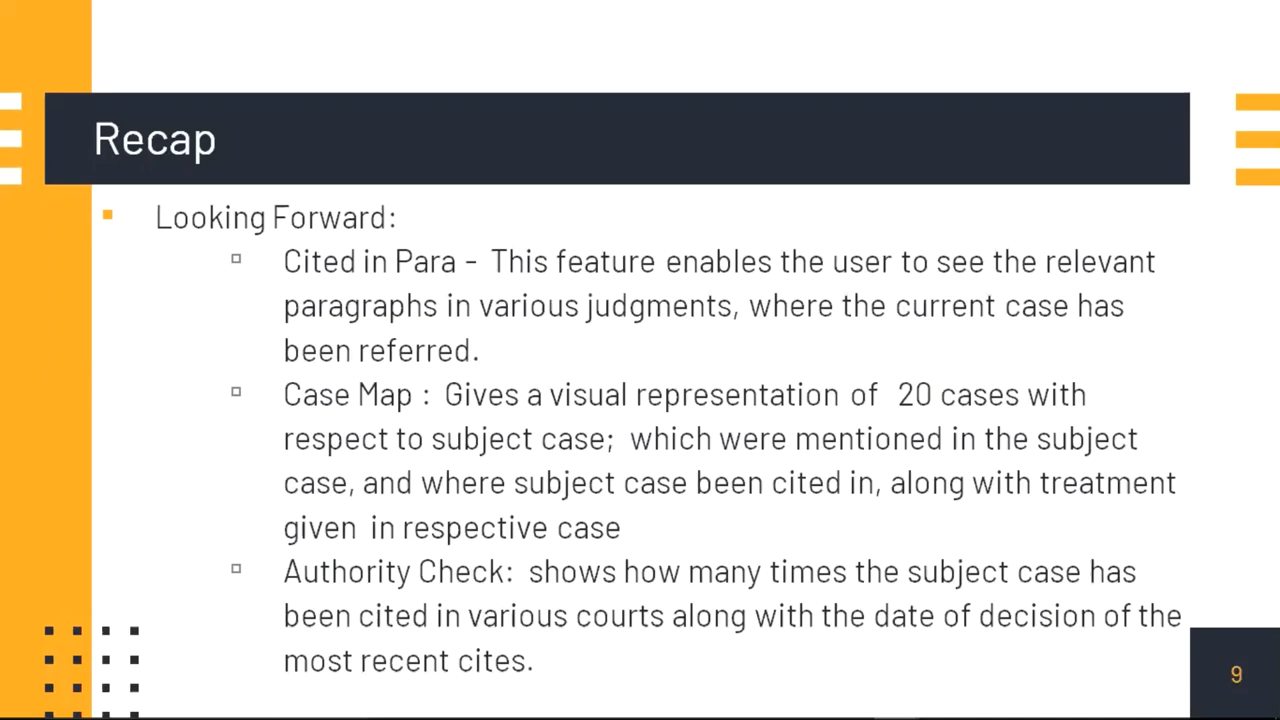 Recap
Looking Forward:
Cited in Para - This feature enables the user to see the relevant
paragraphs in various judgments, where the current case has
been referred.
Case Map : Gives a visual representation of 20 cases with
respect to subject case; which were mentioned in the subject
case, and where subject case been cited in, along with treatment
given in respective case
Authority Check: shows how many times the subject case has
been cited in various courts along with the date of decision of the
most recent cites.
9